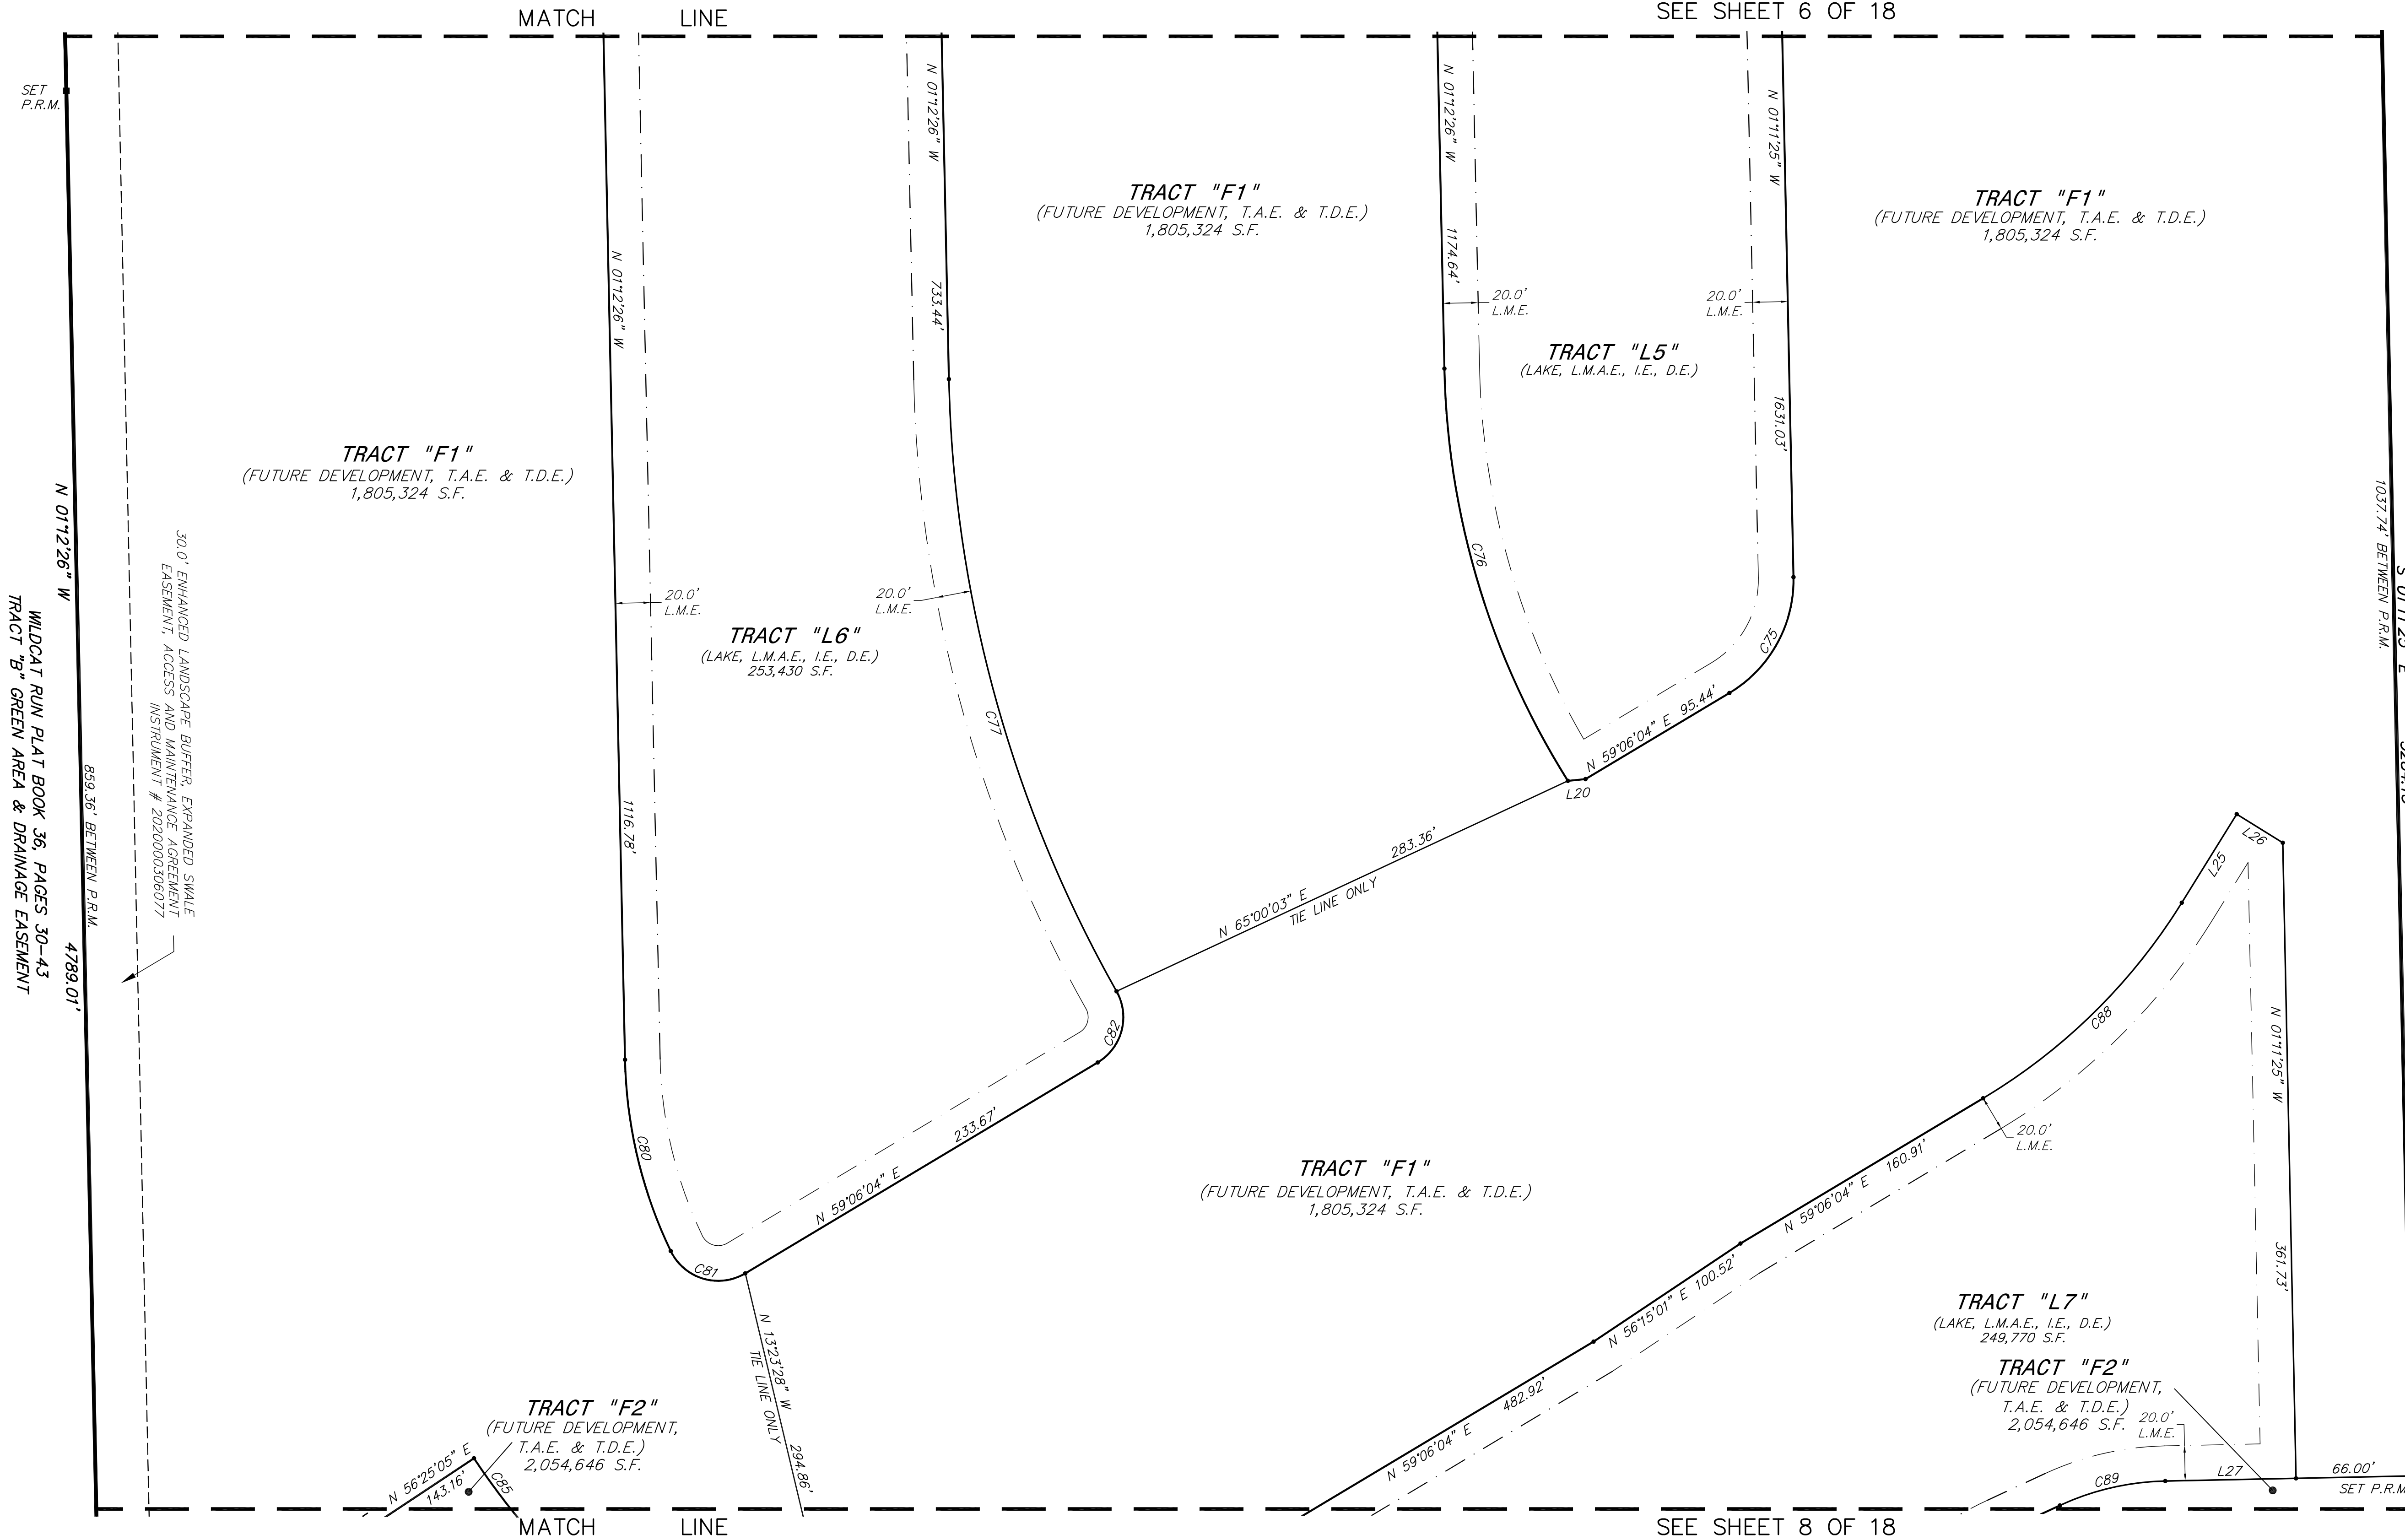 MATCH LINE
SEE SHEET 6 OF 18
SET
P.R.M.
N 01°12'26" W
N 01°12'26" W
N 01°12'26" W
N 01°11'25" W
TRACT "F1"
(FUTURE DEVELOPMENT, T.A.E. & T.D.E.)
1,805,324 S.F.
TRACT "F1"
(FUTURE DEVELOPMENT, T.A.E. & T.D.E.)
1,805,324 S.F.
733.44'
1174.64'
20.0'
L.M.E.
20.0'
L.M.E.
TRACT "L5"
(LAKE, L.M.A.E., I.E., D.E.)
1631.03'
TRACT "F1"
(FUTURE DEVELOPMENT, T.A.E. & T.D.E.)
1,805,324 S.F.
N 01°12'26" W
4789.01'
859.36' BETWEEN P.R.M.
WILDCAT RUN PLAT BOOK 36, PAGES 30-43
TRACT "B" GREEN AREA & DRAINAGE EASEMENT
30.0' ENHANCED LANDSCAPE BUFFER, EXPANDED SWALE
EASEMENT, ACCESS AND MAINTENANCE AGREEMENT
INSTRUMENT # 2020000306077
1037.74' BETWEEN P.R.M.
20.0'
L.M.E.
20.0'
L.M.E.
TRACT "L6"
(LAKE, L.M.A.E., I.E., D.E.)
253,430 S.F.
C76
C75
C77
N 59°06'04" E 95.44'
L20
1116.78'
283.36'
N 65°00'03" E
TIE LINE ONLY
L26
L25
C88
C82
N 01°11'25" W
361.73'
C80
233.67'
N 59°06'04" E
C81
20.0'
L.M.E.
160.91'
N 59°06'04" E
TRACT "F1"
(FUTURE DEVELOPMENT, T.A.E. & T.D.E.)
1,805,324 S.F.
N 56°15'01" E 100.52'
N 13°23'28" W
294.86'
TIE LINE ONLY
482.92'
N 59°06'04" E
TRACT "L7"
(LAKE, L.M.A.E., I.E., D.E.)
249,770 S.F.
TRACT "F2"
(FUTURE DEVELOPMENT,
T.A.E. & T.D.E.)
2,054,646 S.F.
20.0'
L.M.E.
TRACT "F2"
(FUTURE DEVELOPMENT,
T.A.E. & T.D.E.)
2,054,646 S.F.
N 56°25'05" E
143.16'
C85
C89
L27
66.00'
SET P.R.M
MATCH LINE
SEE SHEET 8 OF 18